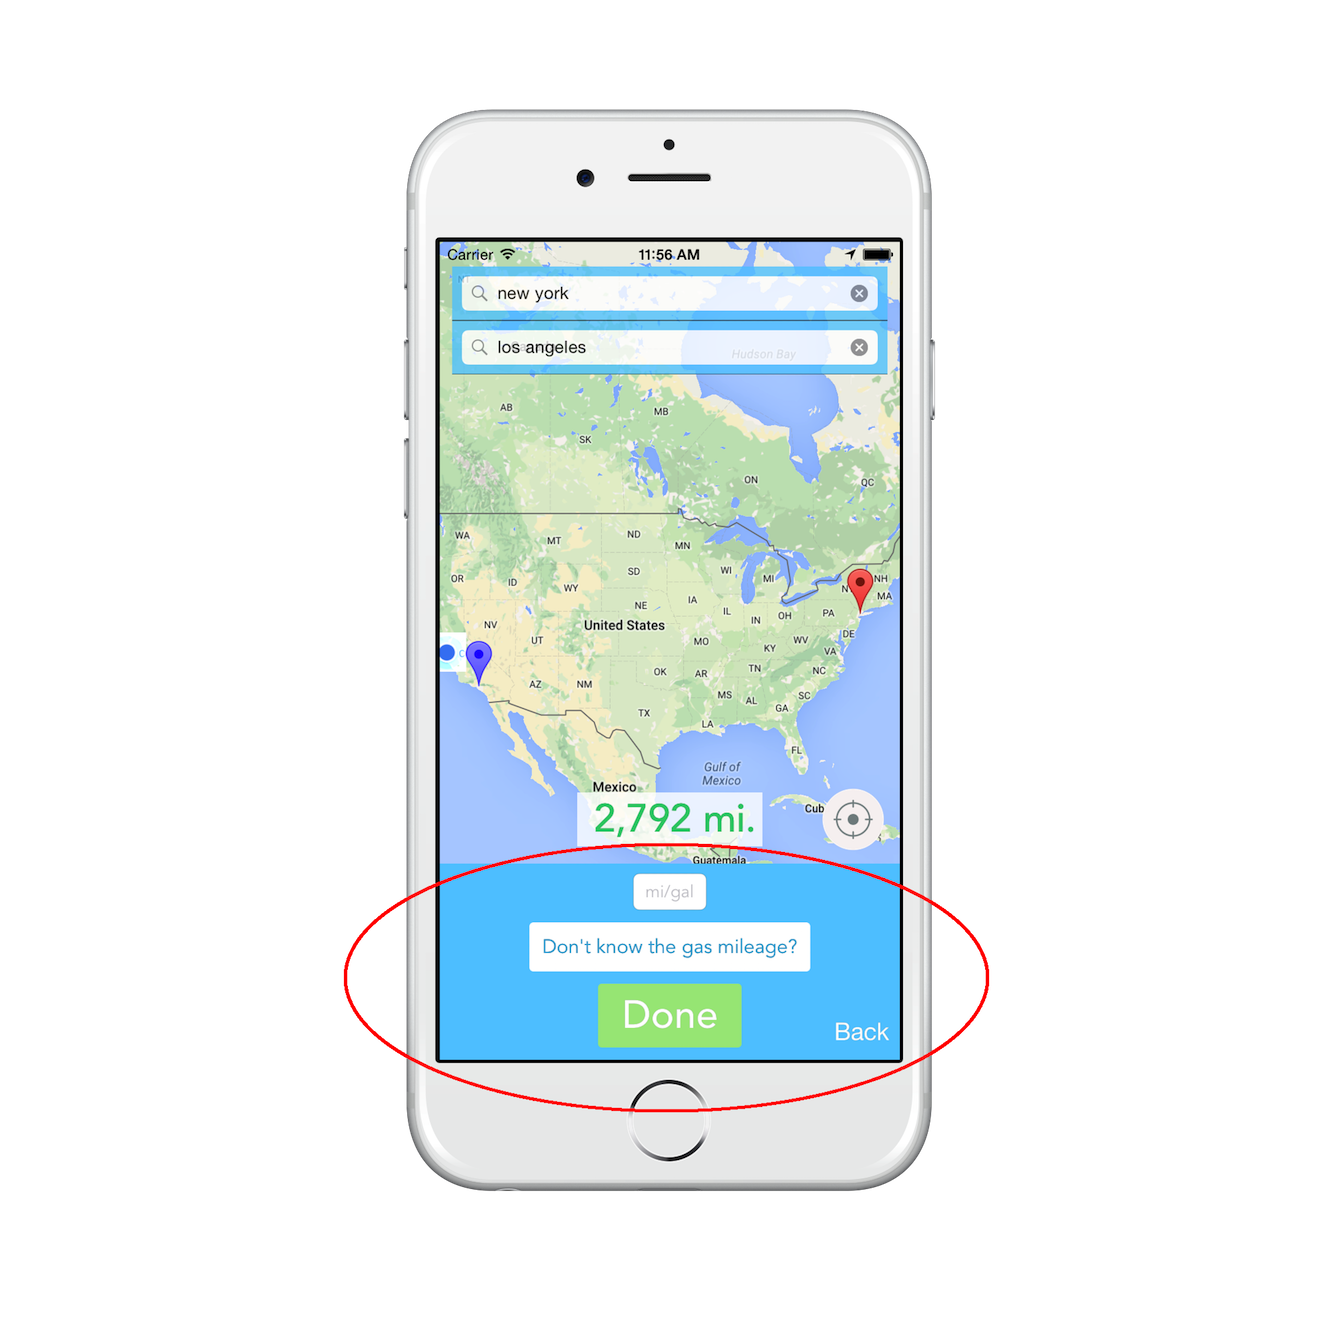 Carrier 11:56 AM
new york
los angeles
Hudson Bay
AB
MB
SK
ON
QC
WA
MT
ND
MN
OR
ID
WY
SD
WI
MI
NH
MA
NE
IA
IL
IN
OH
PA
NV
UT
United States
MO
KY
WV
VA
DE
AZ
NM
OK
AR
TN
NC
TX
MS
AL
GA
SC
LA
FL
Gulf of
Mexico
Mexico
2,792 mi.
Cub
Guatemala
mi/gal
Don't know the gas mileage?
Done
Back